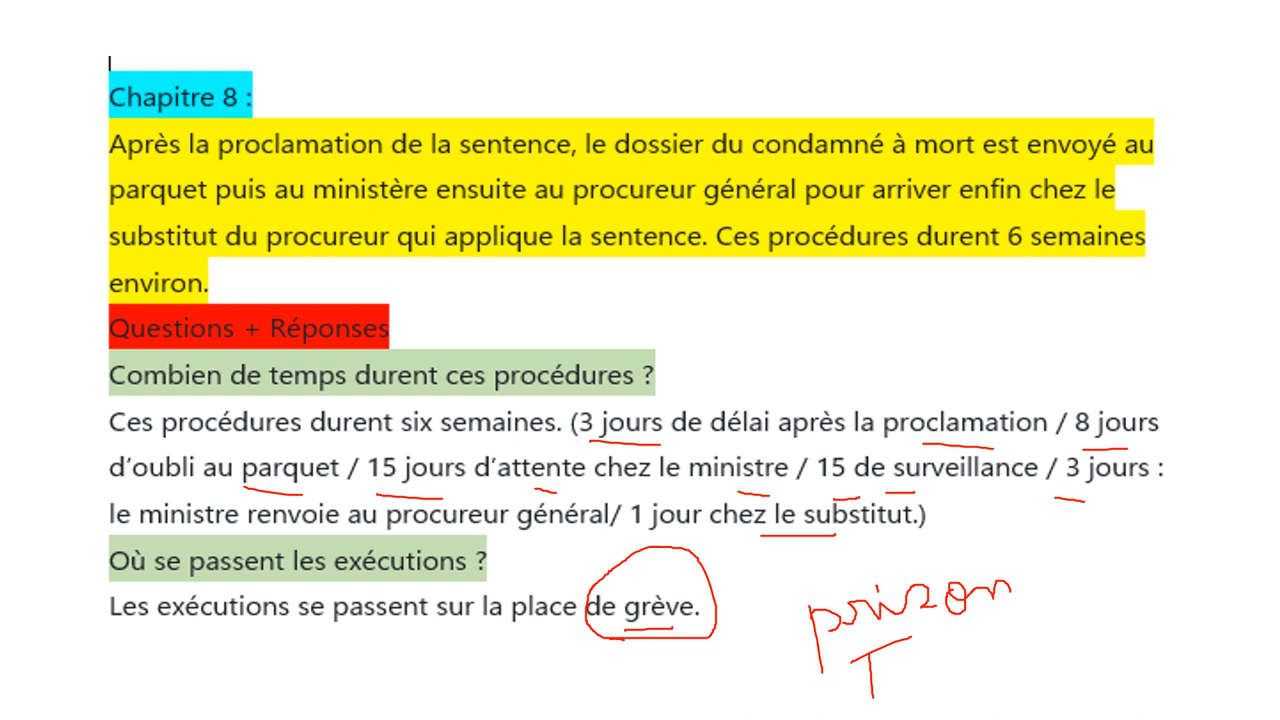 Chapitre 8 :
Après la proclamation de la sentence, le dossier du condamné à mort est envoyé au
parquet puis au ministère ensuite au procureur général pour arriver enfin chez le
substitut du procureur qui applique la sentence. Ces procédures durent 6 semaines
environ.
Questions + Réponses
Combien de temps durent ces procédures ?
Ces procédures durent six semaines. (3 jours de délai après la proclamation / 8 jours
d’oubli au parquet / 15 jours d’attente chez le ministre / 15 de surveillance / 3 jours :
le ministre renvoie au procureur général/ 1 jour chez le substitut.)
Où se passent les exécutions ?
Les exécutions se passent sur la place de grève.
prizon
T